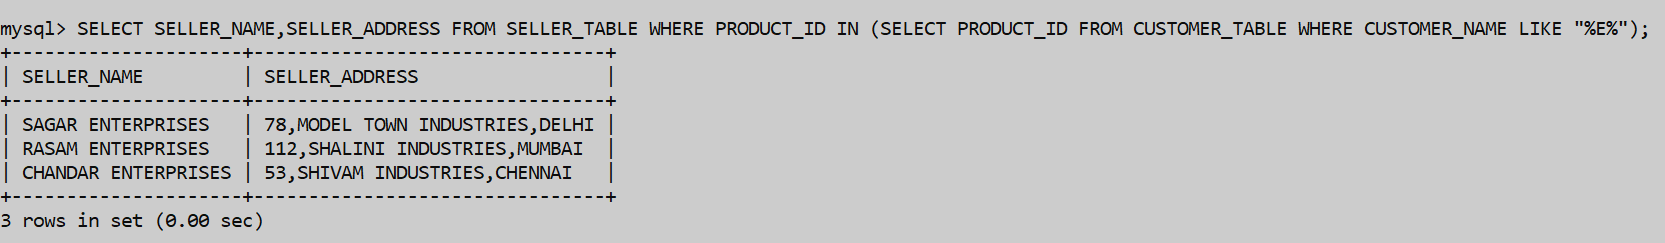 mysql> SELECT SELLER_NAME,SELLER_ADDRESS FROM SELLER_TABLE WHERE PRODUCT_ID IN (SELECT PRODUCT_ID FROM CUSTOMER_TABLE WHERE CUSTOMER_NAME LIKE "%E%");
+---------------------+--------------------------------+
| SELLER_NAME         | SELLER_ADDRESS                 |
+---------------------+--------------------------------+
| SAGAR ENTERPRISES   | 78,MODEL TOWN INDUSTRIES,DELHI |
| RASAM ENTERPRISES   | 112,SHALINI INDUSTRIES,MUMBAI  |
| CHANDAR ENTERPRISES | 53,SHIVAM INDUSTRIES,CHENNAI   |
+---------------------+--------------------------------+
3 rows in set (0.00 sec)